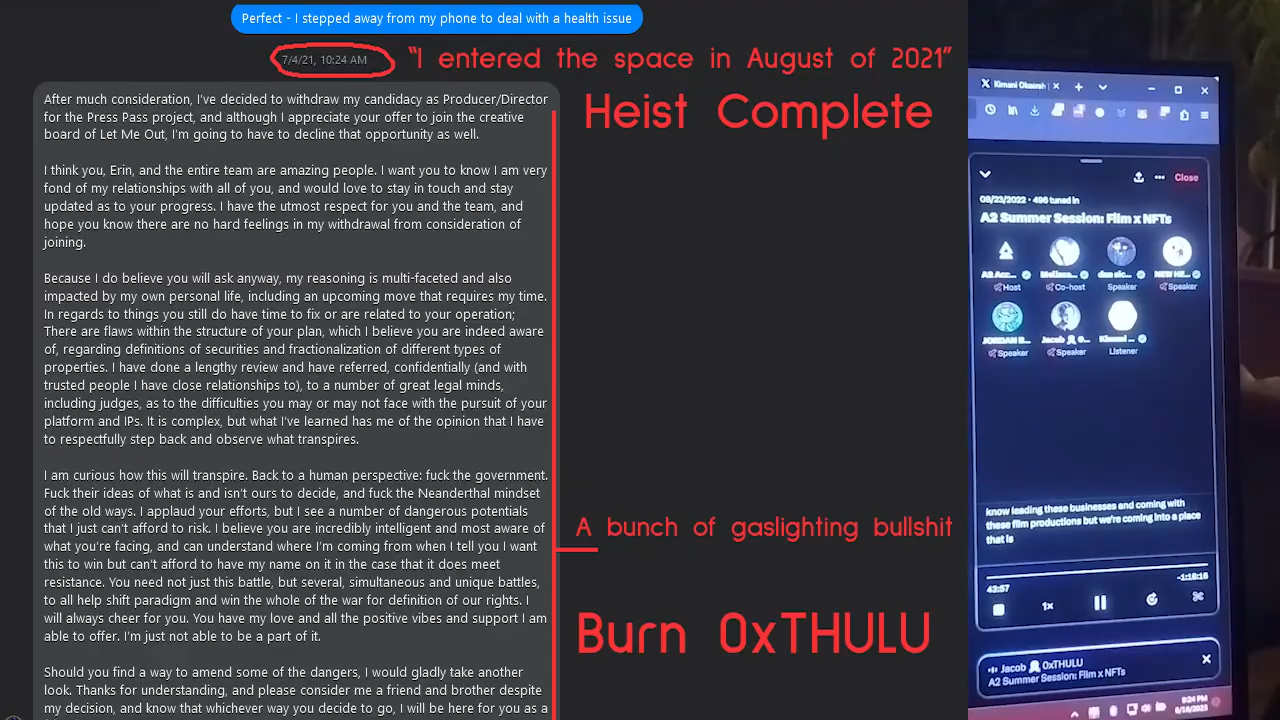 Perfect - I stepped away from my phone to deal with a health issue
7/4/21, 10:24 AM
"I entered the space in August of 2021"
Heist Complete
After much consideration, I've decided to withdraw my candidacy as Producer/Director
for the Press Pass project, and although I appreciate your offer to join the creative
board of Let Me Out, I'm going to have to decline that opportunity as well.
I think you, Erin, and the entire team are amazing people. I want you to know I am very
fond of my relationships with all of you, and would love to stay in touch and stay
updated as to your progress. I have the utmost respect for you and the team, and
hope you know there are no hard feelings in my withdrawal from consideration of
joining.
Because I do believe you will ask anyway, my reasoning is multi-faceted and also
impacted by my own personal life, including an upcoming move that requires my time.
In regards to things you still do have time to fix or are related to your operation;
There are flaws within the structure of your plan, which I believe you are indeed aware
of, regarding definitions of securities and fractionalization of different types of
properties. I have done a lengthy review and have referred, confidentially (and with
trusted people I have close relationships to), to a number of great legal minds,
including judges, as to the difficulties you may or may not face with the pursuit of your
platform and IPs. It is complex, but what I've learned has me of the opinion that I have
to respectfully step back and observe what transpires.
I am curious how this will transpire. Back to a human perspective: fuck the government.
Fuck their ideas of what is and isn't ours to decide, and fuck the Neanderthal mindset
of the old ways. I applaud your efforts, but I see a number of dangerous potentials
that I just can't afford to risk. I believe you are incredibly intelligent and most aware of
what you're facing, and can understand where I'm coming from when I tell you I want
this to win but can't afford to have my name on it in the case that it does meet
resistance. You need not just this battle, but several, simultaneous and unique battles,
to all help shift paradigm and win the whole of the war for definition of our rights. I
will always cheer for you. You have my love and all the positive vibes and support I am
able to offer. I'm just not able to be a part of it.
Should you find a way to amend some of the dangers, I would gladly take another
look. Thanks for understanding, and please consider me a friend and brother despite
my decision, and know that whichever way you decide to go, I will be here for you as a
A bunch of gaslighting bullshit
Burn 0xTHULU
Kimani Okearah
Close
08/23/2022 • 496 tuned in
A2 Summer Session: Film x NFTs
A2 Acc...
Host
Melissa...
Co-host
Speaker
NEW HE...
Speaker
JORDAN B...
Speaker
Jacob
Speaker
Kimani
Listener
know leading these businesses and coming with
these film productions but we're coming into a place
that is
43:57
-1:18:16
1x
Jacob 0xTHULU
A2 Summer Session: Film x NFTs
9:24 PM
8/18/2023